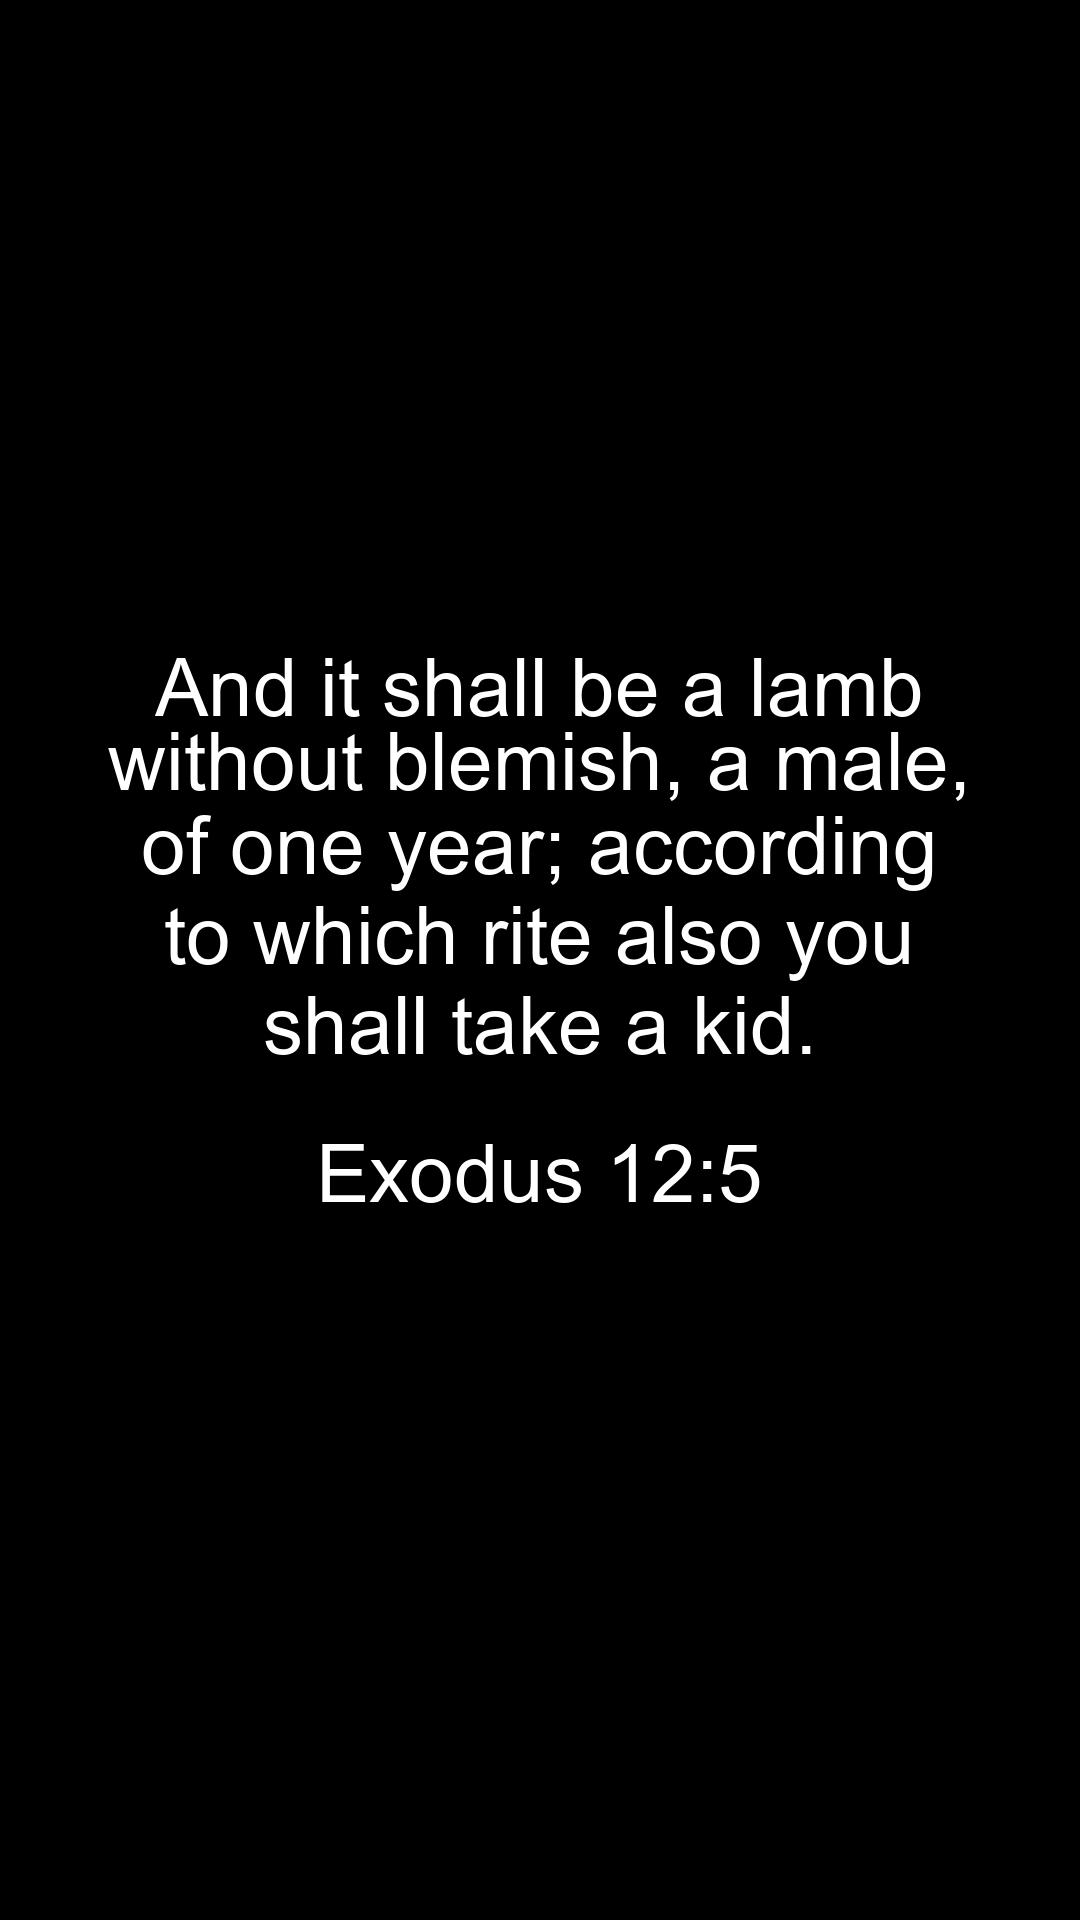 And it shall be a lamb
without blemish, a male,
of one year; according
to which rite also you
shall take a kid.
Exodus 12:5